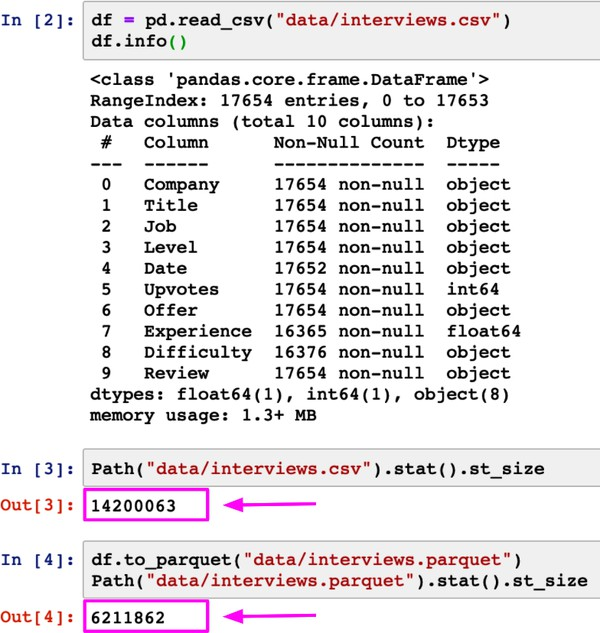 In [2]: df = pd.read_csv("data/interviews.csv")
df.info()
<class 'pandas.core.frame.DataFrame'>
RangeIndex: 17654 entries, 0 to 17653
Data columns (total 10 columns):
#   Column   Non-Null Count   Dtype
---   ------   --------------   -----
0   Company   17654 non-null   object
1   Title   17654 non-null   object
2   Job   17654 non-null   object
3   Level   17654 non-null   object
4   Date   17652 non-null   object
5   Upvotes   17654 non-null   int64
6   Offer   17654 non-null   object
7   Experience   16365 non-null   float64
8   Difficulty   16376 non-null   object
9   Review   17654 non-null   object
dtypes: float64(1), int64(1), object(8)
memory usage: 1.3+ MB
In [3]: Path("data/interviews.csv").stat().st_size
Out[3]: 14200063
In [4]: df.to_parquet("data/interviews.parquet")
Path("data/interviews.parquet").stat().st_size
Out[4]: 6211862